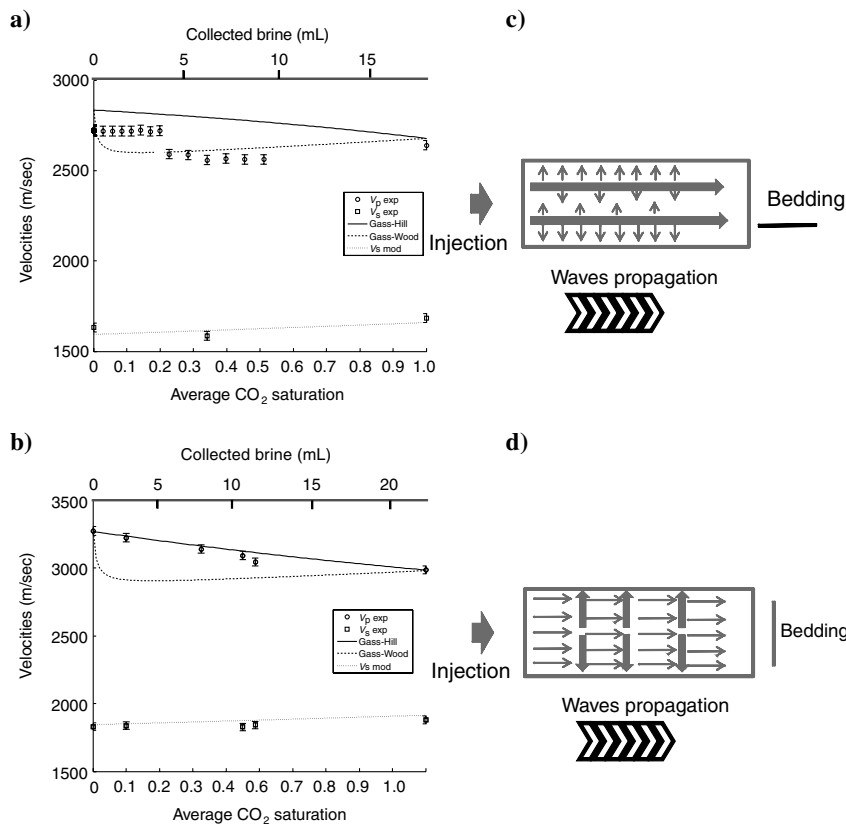 a)
Collected brine (mL)
0 5 10 15
3000
2500
2000
1500
Velocities (m/sec)
Vp exp
Vs exp
Gass-Hill
Gass-Wood
Vs mod
0 0.1 0.2 0.3 0.4 0.5 0.6 0.7 0.8 0.9 1.0
Average CO2 saturation
c)
Injection
Bedding
Waves propagation
b)
Collected brine (mL)
0 5 10 15 20
3500
3000
2500
2000
1500
Velocities (m/sec)
Vp exp
Vs exp
Gass-Hill
Gass-Wood
Vs mod
0 0.1 0.2 0.3 0.4 0.5 0.6 0.7 0.8 0.9 1.0
Average CO2 saturation
d)
Injection
Bedding
Waves propagation